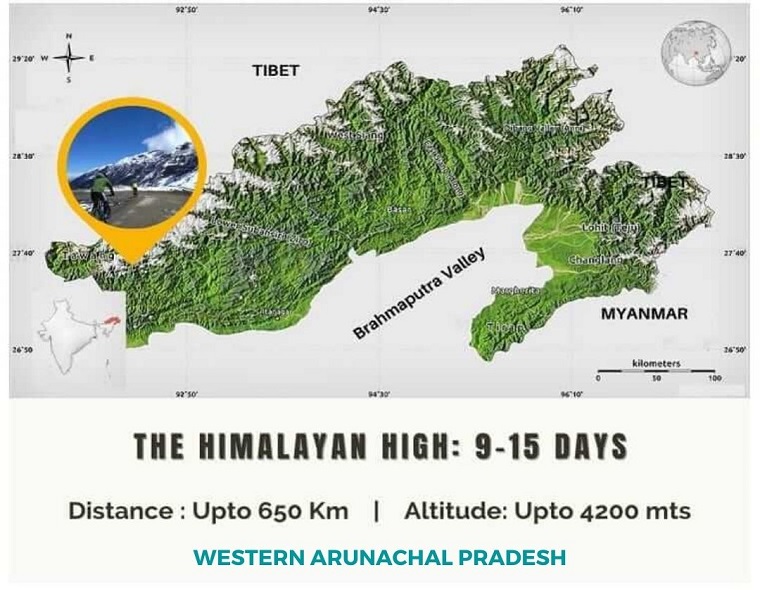 92°50' 94°30' 96°10'
N
W E
S
29°20' 20'
TIBET
West Siang
28°30' 28°30'
TIBET
Basar
Lohit (Tezu)
27°40' 27°40'
Tawang
Changlang
Brahmaputra Valley
Margherita
MYANMAR
Tirap
26°50' 26°50'
kilometers
0 50 100
92°50' 94°30' 96°10'
THE HIMALAYAN HIGH: 9-15 DAYS
Distance : Upto 650 Km | Altitude: Upto 4200 mts
WESTERN ARUNACHAL PRADESH